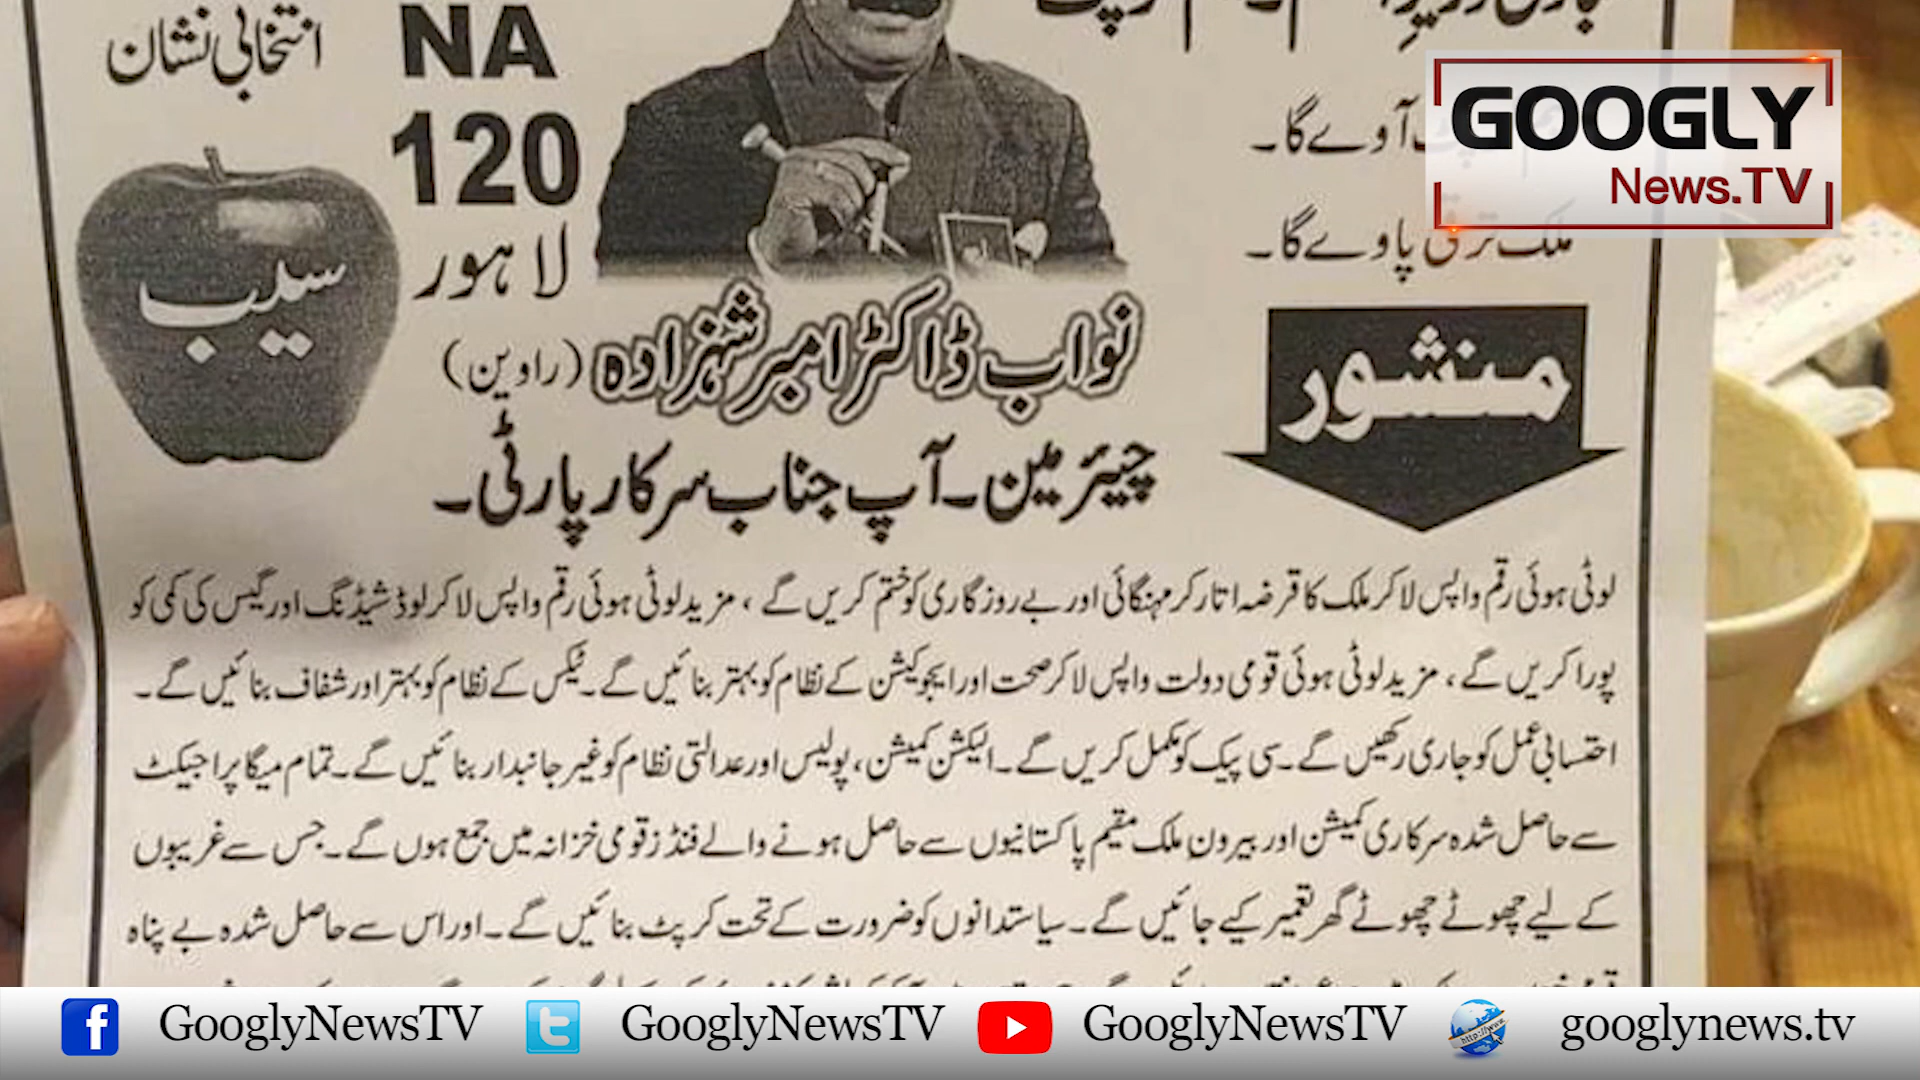 انتخابی نشان
NA
120
لاہور
سیب
آوے گا۔
ملک ترقی پاوے گا۔
GOOGLY
News.TV
نواب ڈاکٹر امبر شہزادہ (راوین)
چیئرمین۔ آپ جناب سرکار پارٹی۔
منشور
لوٹی ہوئی رقم واپس لا کر ملک کا قرضہ اتار کر مہنگائی اور بے روزگاری کو ختم کریں گے ، مزید لوٹی ہوئی رقم واپس لا کر لوڈ شیڈنگ اور گیس کی کمی کو
پورا کریں گے ، مزید لوٹی ہوئی قومی دولت واپس لا کر صحت اور ایجوکیشن کے نظام کو بہتر بنائیں گے۔ ٹیکس کے نظام کو بہتر اور شفاف بنائیں گے۔
احتسابی عمل کو جاری رکھیں گے۔ سی پیک کو مکمل کریں گے۔ الیکشن کمیشن، پولیس اور عدالتی نظام کو غیر جانبدار بنائیں گے۔ تمام میگا پراجیکٹ
سے حاصل شدہ سرکاری کمیشن اور بیرون ملک مقیم پاکستانیوں سے حاصل ہونے والے فنڈز قومی خزانہ میں جمع ہوں گے۔ جس سے غریبوں
کے لیے چھوٹے چھوٹے گھر تعمیر کیے جائیں گے۔ سیاستدانوں کو ضرورت کے تحت کرپٹ بنائیں گے۔ اور اس سے حاصل شدہ بے پناہ
GooglyNewsTV
GooglyNewsTV
GooglyNewsTV
googlynews.tv